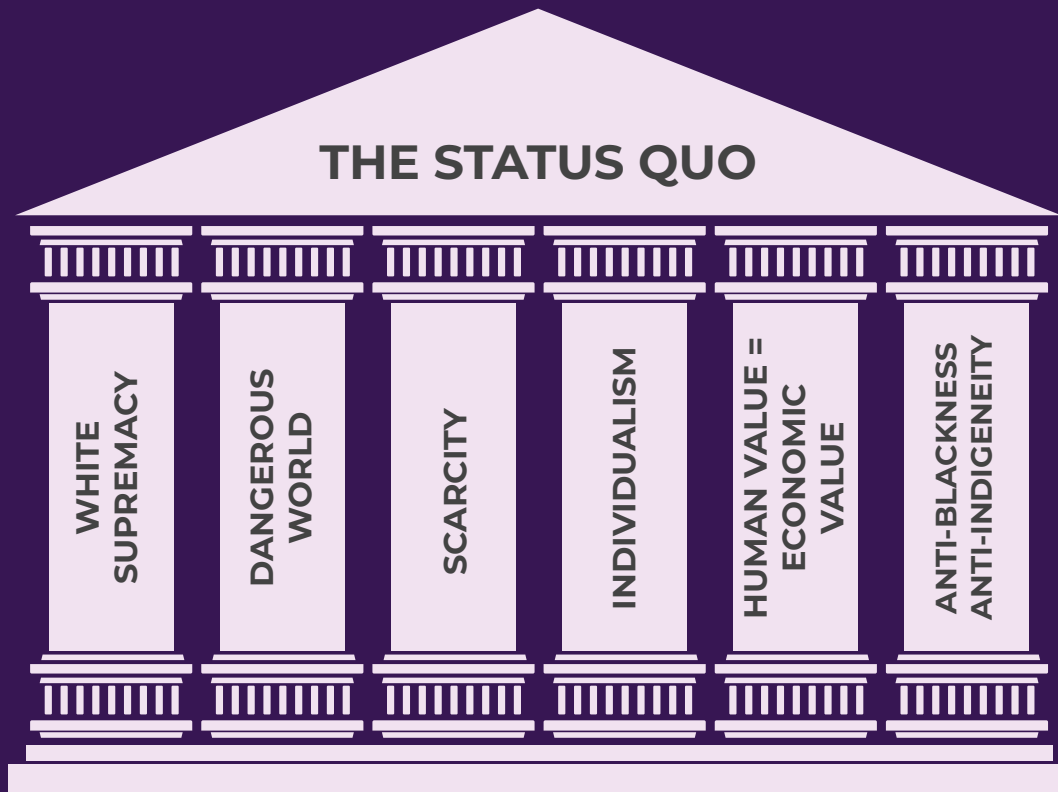 THE STATUS QUO
WHITE
SUPREMACY
DANGEROUS
WORLD
SCARCITY
INDIVIDUALISM
HUMAN VALUE =
ECONOMIC
VALUE
ANTI-BLACKNESS
ANTI-INDIGENEITY